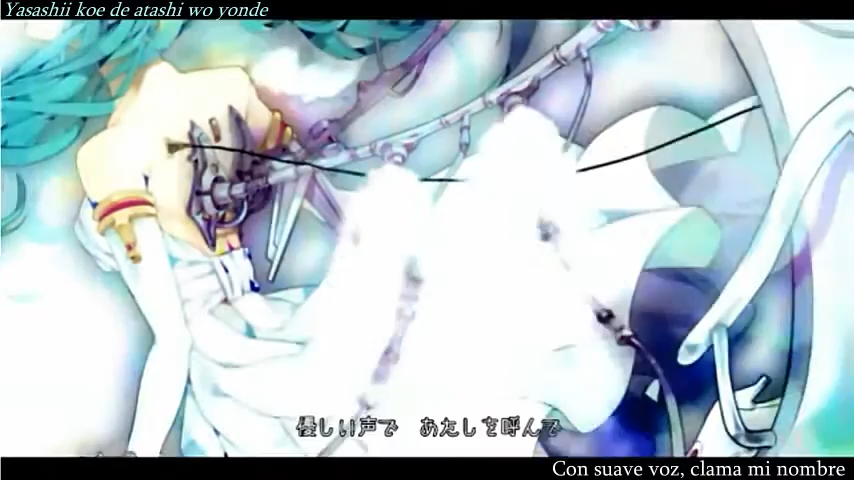 Yasashii koe de atashi wo yonde
優しい声で あたしを呼んで
Con suave voz, clama mi nombre